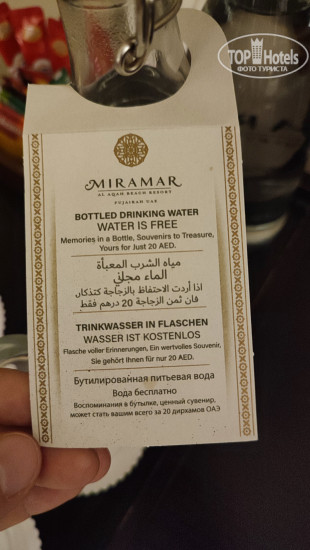 TOP Hotels
ФОТО ТУРИСТА
MIRAMAR
AL AQAH BEACH RESORT
FUJAIRAH UAE
BOTTLED DRINKING WATER
WATER IS FREE
Memories in a Bottle, Souvenirs to Treasure,
Yours for Just 20 AED.
مياه الشرب المعبأة
الماء مجاني
اذا أردت الاحتفاظ بالزجاجة كتذكار
فان ثمن الزجاجة 20 درهم فقط
TRINKWASSER IN FLASCHEN
WASSER IST KOSTENLOS
Flasche voller Erinnerungen, Ein wertvolles Souvenir,
Sie gehört Ihnen für nur 20 AED.
Бутилированная питьевая вода
Вода бесплатно
Воспоминания в бутылке, ценный сувенир,
может стать вашим всего за 20 дирхамов ОАЭ